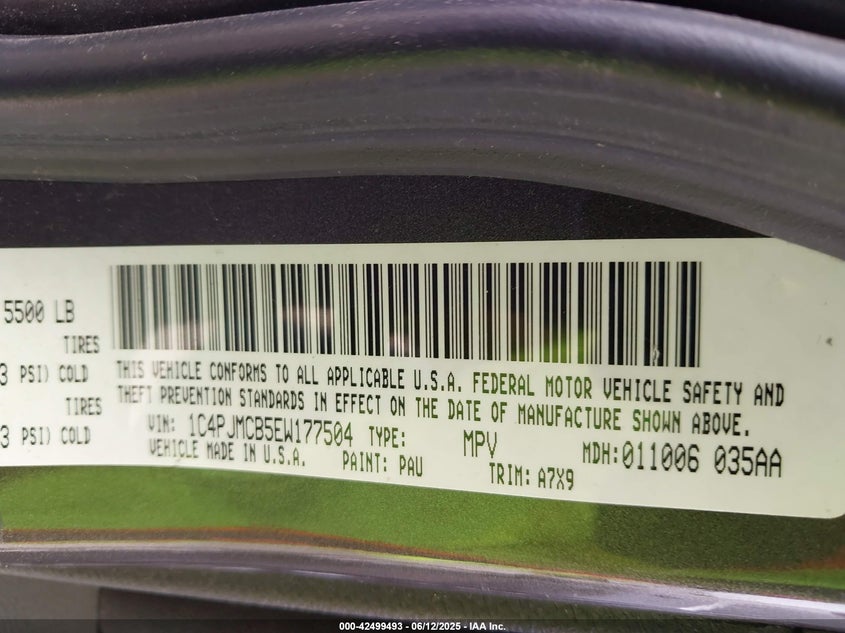 5500 LB
TIRES
3 PSI) COLD
TIRES
3 PSI) COLD
THIS VEHICLE CONFORMS TO ALL APPLICABLE U.S.A. FEDERAL MOTOR VEHICLE SAFETY AND
THEFT PREVENTION STANDARDS IN EFFECT ON THE DATE OF MANUFACTURE SHOWN ABOVE.
VIN: 1C4PJMCB5EW177504 TYPE: MPV MDH:011006 035AA
VEHICLE MADE IN U.S.A. PAINT: PAU TRIM: A7X9
000-42499493 - 06/12/2025 - IAA Inc.